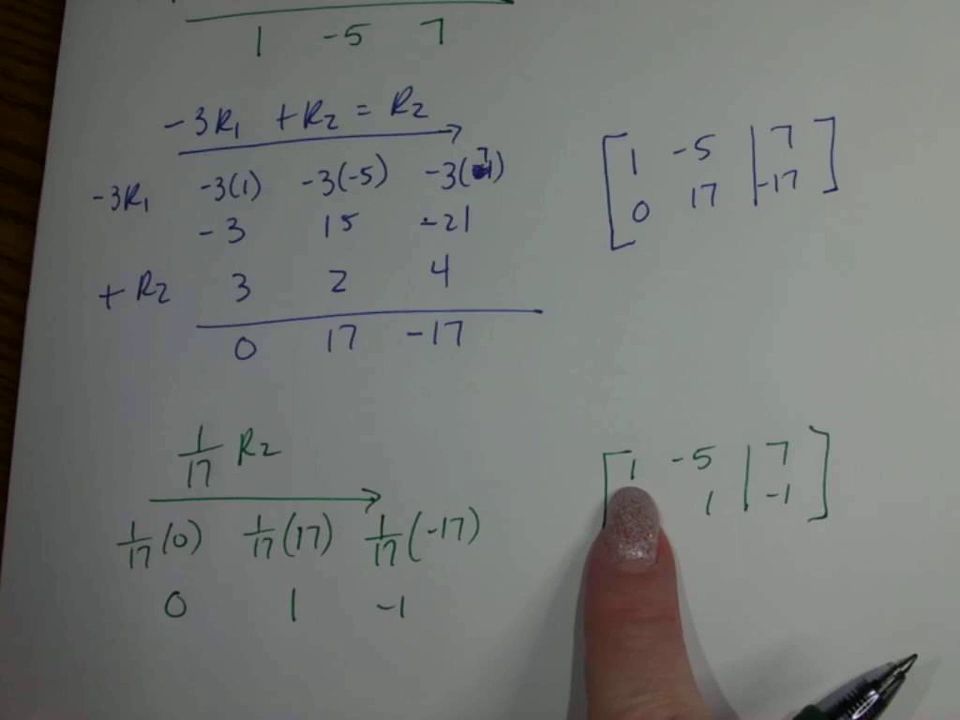 1 -5 7
-3R₁ + R₂ = R₂
-3R₁ -3(1) -3(-5) -3(7)
-3 15 -21
+ R₂ 3 2 4
0 17 -17
[1 -5 | 7]
[0 17 | -17]
1/17 R₂
1/17(0) 1/17(17) 1/17(-17)
0 1 -1
[1 -5 | 7]
[1 | -1]